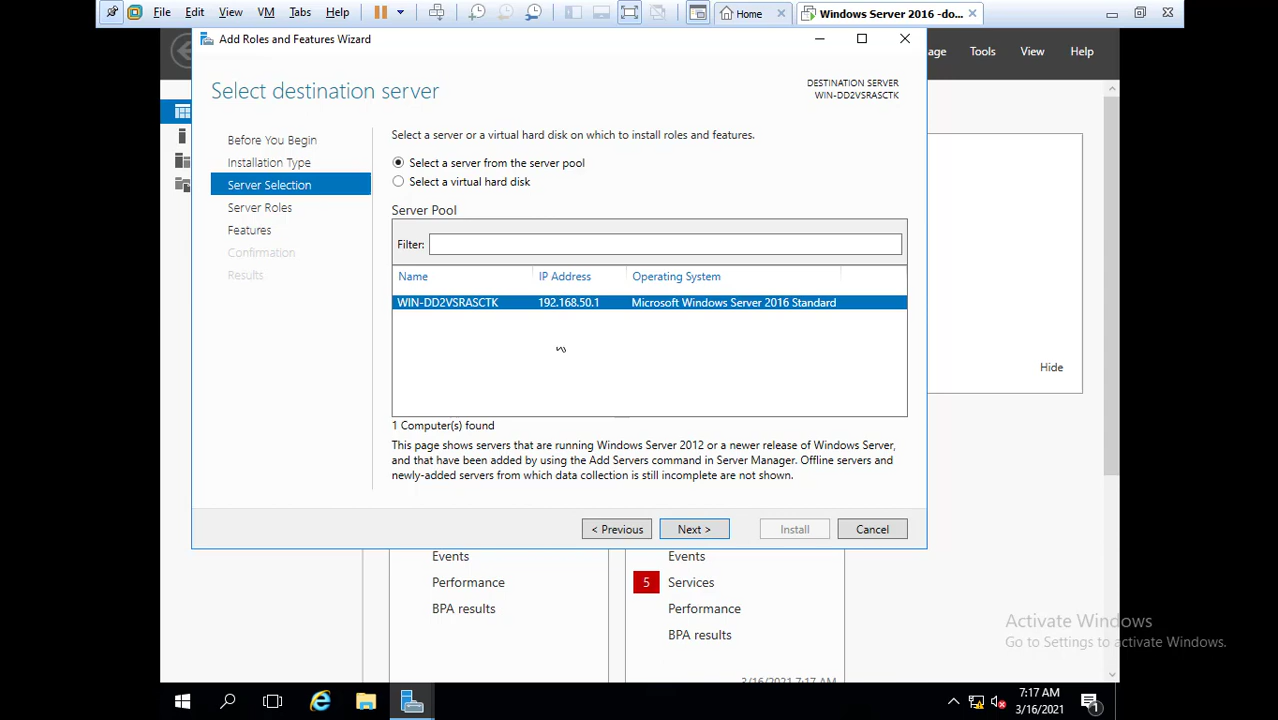 File Edit View VM Tabs Help Home Windows Server 2016 -do...
Add Roles and Features Wizard
age Tools View Help
Select destination server
DESTINATION SERVER
WIN-DD2VSRASCTK
Before You Begin
Installation Type
Server Selection
Server Roles
Features
Confirmation
Results
Select a server or a virtual hard disk on which to install roles and features.
Select a server from the server pool
Select a virtual hard disk
Server Pool
Filter:
Name IP Address Operating System
WIN-DD2VSRASCTK 192.168.50.1 Microsoft Windows Server 2016 Standard
1 Computer(s) found
This page shows servers that are running Windows Server 2012 or a newer release of Windows Server,
and that have been added by using the Add Servers command in Server Manager. Offline servers and
newly-added servers from which data collection is still incomplete are not shown.
Hide
< Previous Next > Install Cancel
Events
Performance
BPA results
Events
5 Services
Performance
BPA results
3/16/2021 7:17 AM
Activate Windows
Go to Settings to activate Windows.
7:17 AM
3/16/2021
1